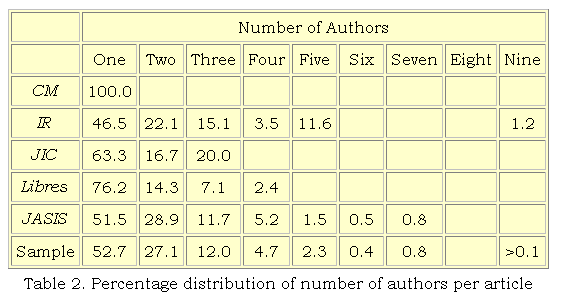 Number of Authors
One Two Three Four Five Six Seven Eight Nine
CM 100.0
IR 46.5 22.1 15.1 3.5 11.6 1.2
JIC 63.3 16.7 20.0
Libres 76.2 14.3 7.1 2.4
JASIS 51.5 28.9 11.7 5.2 1.5 0.5 0.8
Sample 52.7 27.1 12.0 4.7 2.3 0.4 0.8 >0.1
Table 2. Percentage distribution of number of authors per article